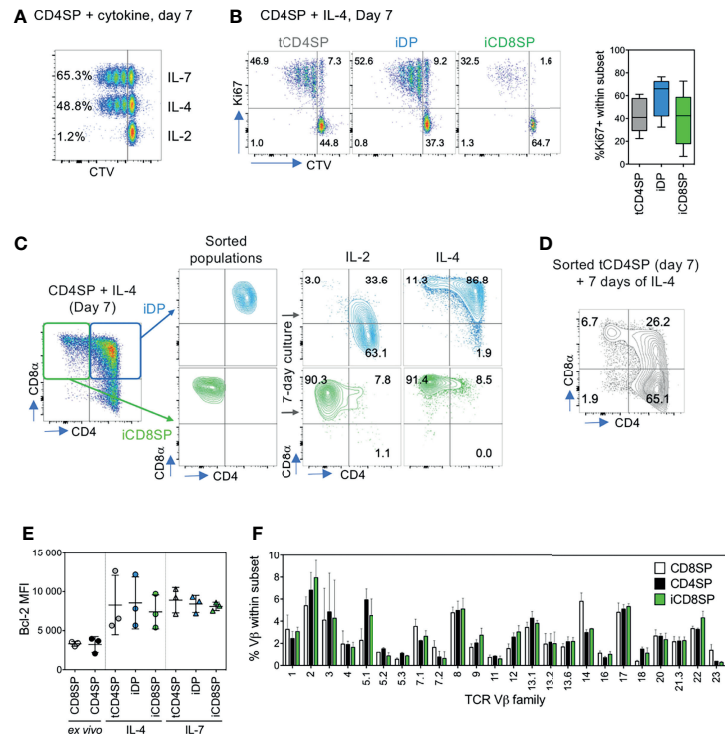 A
CD4SP + cytokine, day 7
65.3%
IL-7
48.8%
IL-4
1.2%
IL-2
CTV
B
CD4SP + IL-4, Day 7
tCD4SP
iDP
iCD8SP
46.9
7.3
52.6
9.2
32.5
1.6
1.0
44.8
0.8
37.3
1.3
64.7
Ki67
CTV
%Ki67+ within subset
100
80
60
40
20
0
tCD4SP
iDP
iCD8SP
C
CD4SP + IL-4
(Day 7)
iDP
iCD8SP
CD8α
CD4
Sorted
populations
CD8α
CD4
7-day culture
IL-2
IL-4
3.0
33.6
63.1
11.3
86.8
1.9
90.3
7.8
1.1
91.4
8.5
0.0
CD8α
CD4
D
Sorted tCD4SP (day 7)
+ 7 days of IL-4
6.7
26.2
1.9
65.1
CD8α
CD4
E
Bcl-2 MFI
15 000
10 000
5 000
0
CD8SP
CD4SP
tCD4SP
iDP
iCD8SP
tCD4SP
iDP
iCD8SP
ex vivo
IL-4
IL-7
F
% Vβ within subset
10
8
6
4
2
0
CD8SP
CD4SP
iCD8SP
1
2
3
4
5.1
5.2
5.3
7.1
7.2
8
9
11
12
13.1
13.2
13.6
14
16
17
18
20
21.3
22
23
TCR Vβ family